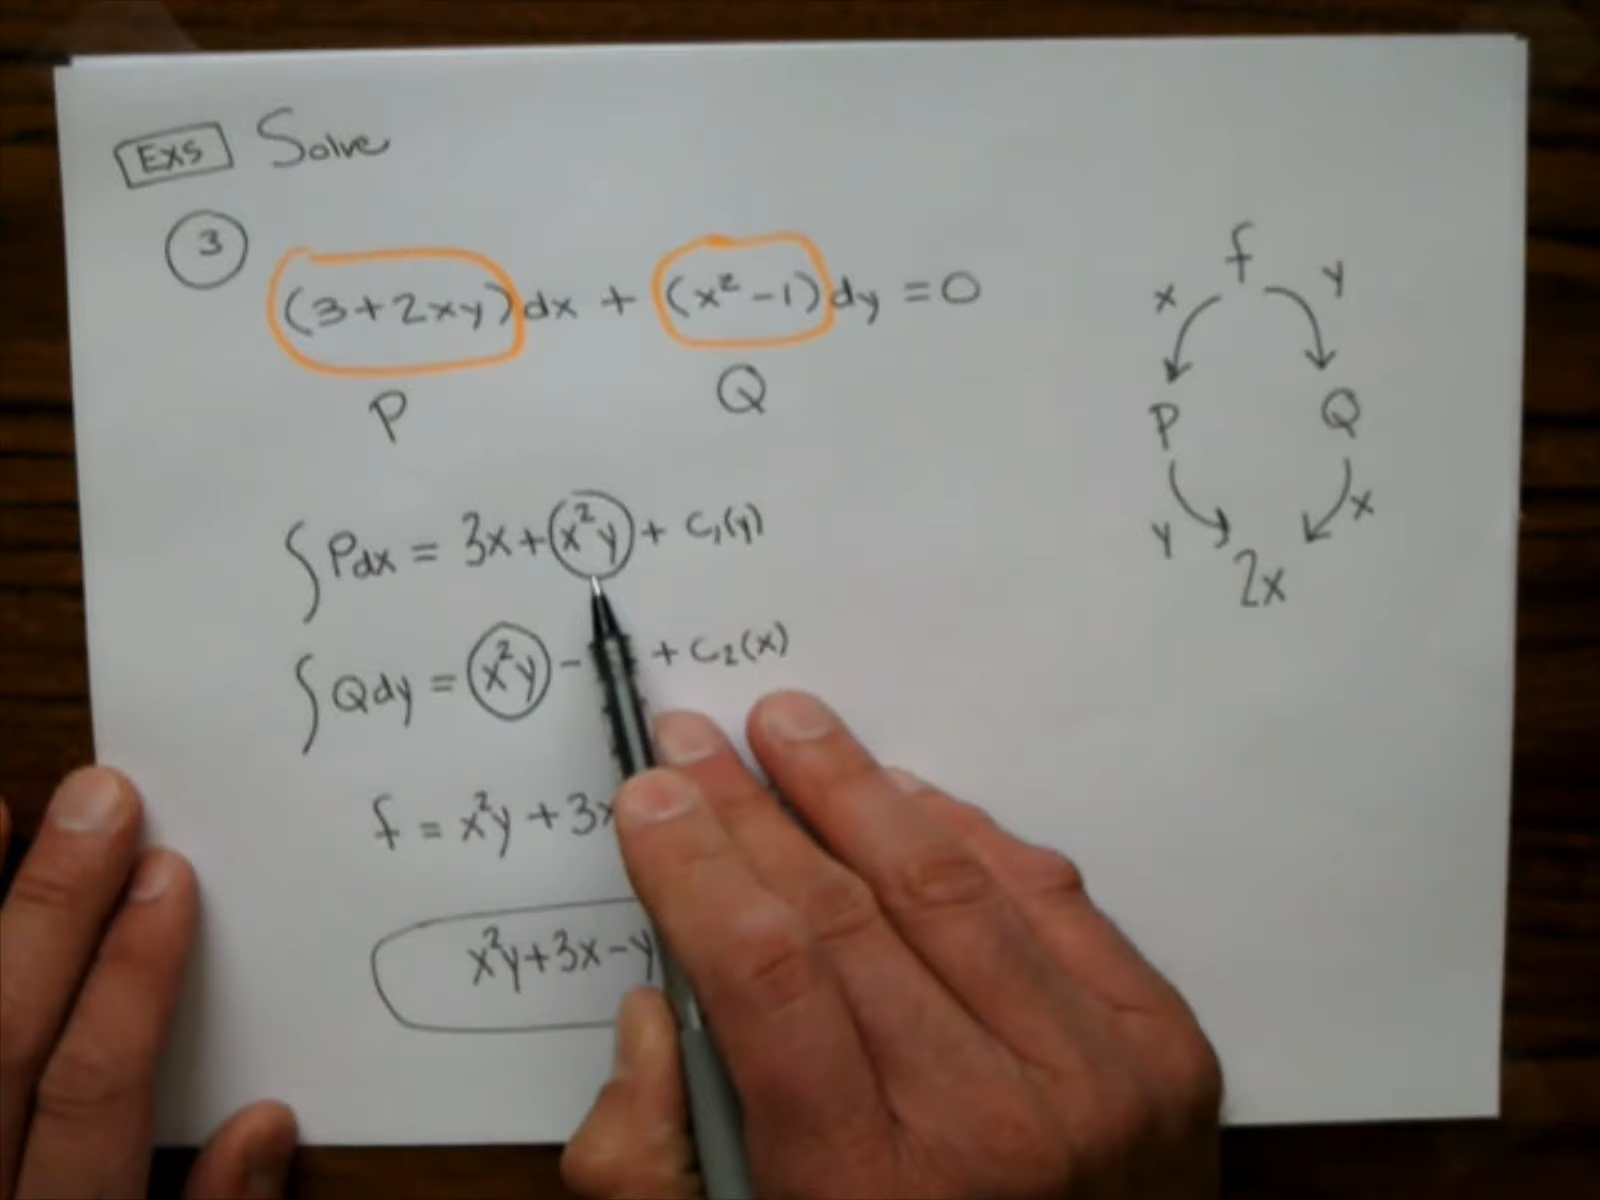 EXS Solve
3
(3+2xy)dx + (x²-1)dy = 0
P Q
∫Pdx = 3x + x²y + c₁(y)
∫Qdy = x²y - + c₂(x)
f = x²y + 3x
x²y+3x-y
f
x y
P Q
y x
2x